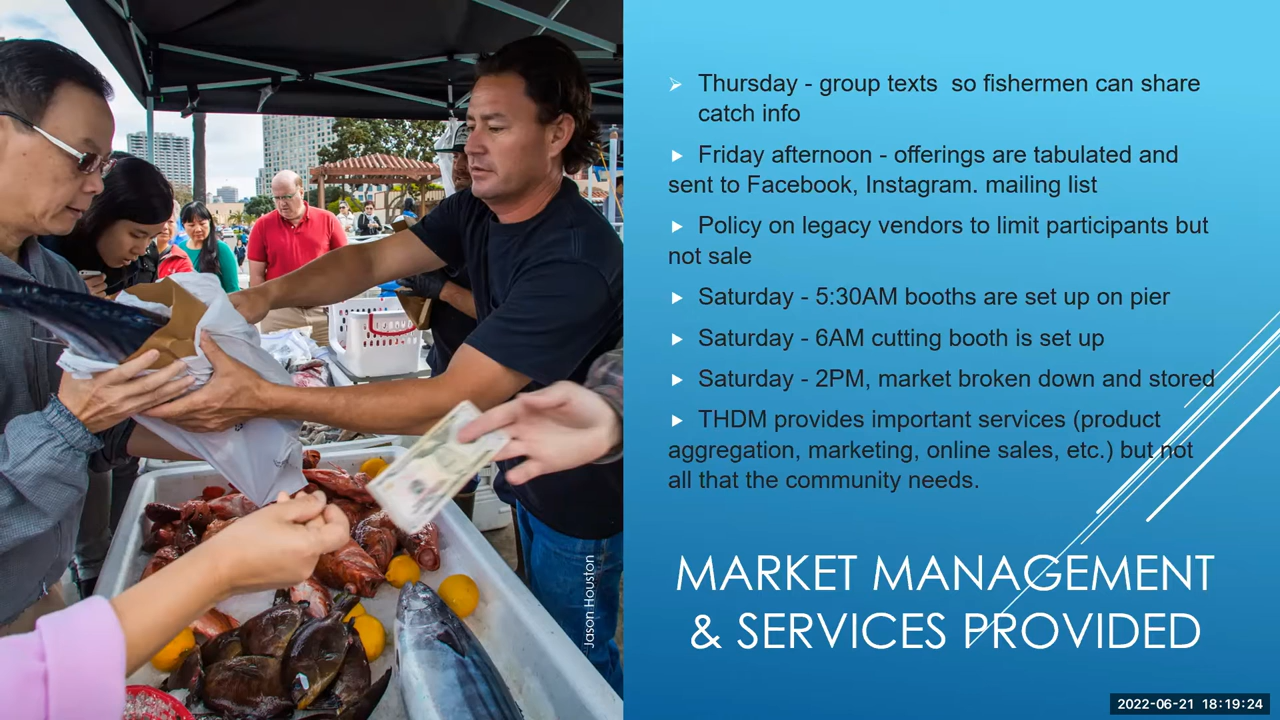 Thursday - group texts  so fishermen can share
catch info
Friday afternoon - offerings are tabulated and
sent to Facebook, Instagram. mailing list
Policy on legacy vendors to limit participants but
not sale
Saturday - 5:30AM booths are set up on pier
Saturday - 6AM cutting booth is set up
Saturday - 2PM, market broken down and stored
THDM provides important services (product
aggregation, marketing, online sales, etc.) but not
all that the community needs.
MARKET MANAGEMENT
& SERVICES PROVIDED
Jason Houston
2022-06-21 18:19:24